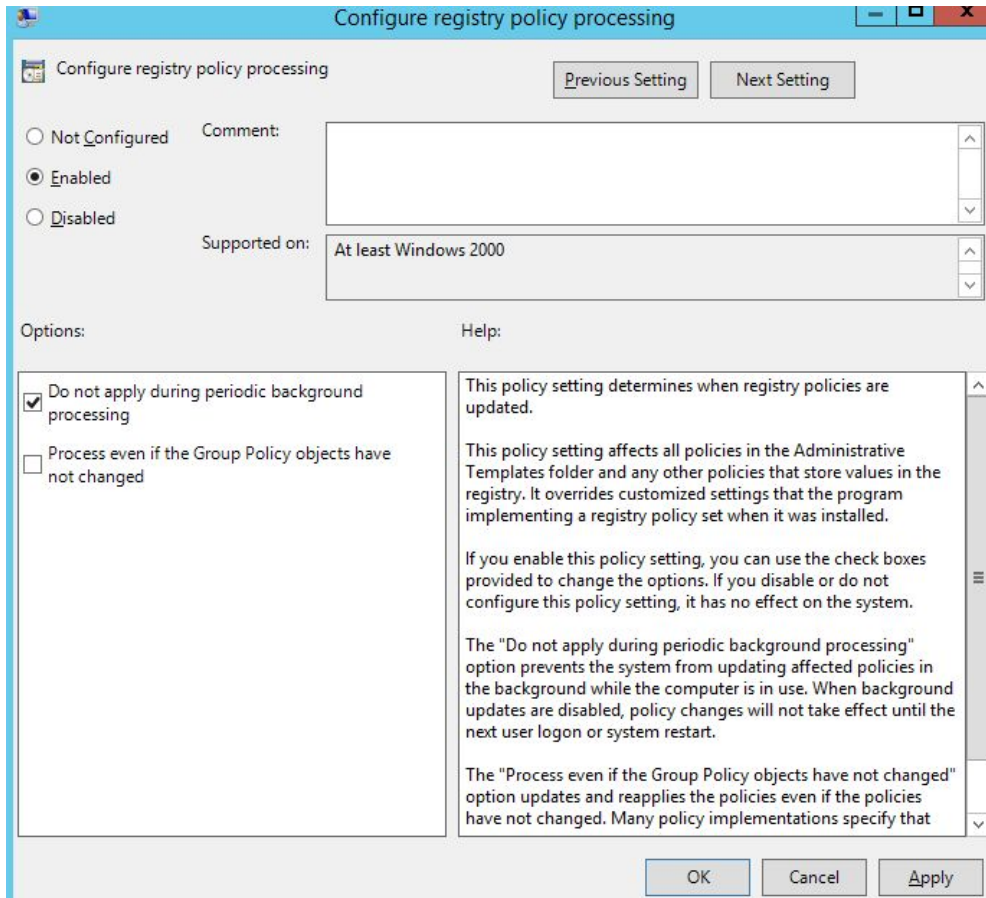 Configure registry policy processing
Configure registry policy processing
Previous Setting
Next Setting
Not Configured
Comment:
Enabled
Disabled
Supported on:
At least Windows 2000
Options:
Help:
Do not apply during periodic background
processing
Process even if the Group Policy objects have
not changed
This policy setting determines when registry policies are
updated.
This policy setting affects all policies in the Administrative
Templates folder and any other policies that store values in the
registry. It overrides customized settings that the program
implementing a registry policy set when it was installed.
If you enable this policy setting, you can use the check boxes
provided to change the options. If you disable or do not
configure this policy setting, it has no effect on the system.
The "Do not apply during periodic background processing"
option prevents the system from updating affected policies in
the background while the computer is in use. When background
updates are disabled, policy changes will not take effect until the
next user logon or system restart.
The "Process even if the Group Policy objects have not changed"
option updates and reapplies the policies even if the policies
have not changed. Many policy implementations specify that
OK
Cancel
Apply